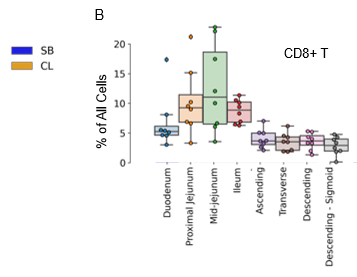 B
SB
CL
CD8+ T
% of All Cells
20
15
10
5
0
Duodenum
Proximal Jejunum
Mid-jejunum
Ileum
Ascending
Transverse
Descending
Descending - Sigmoid